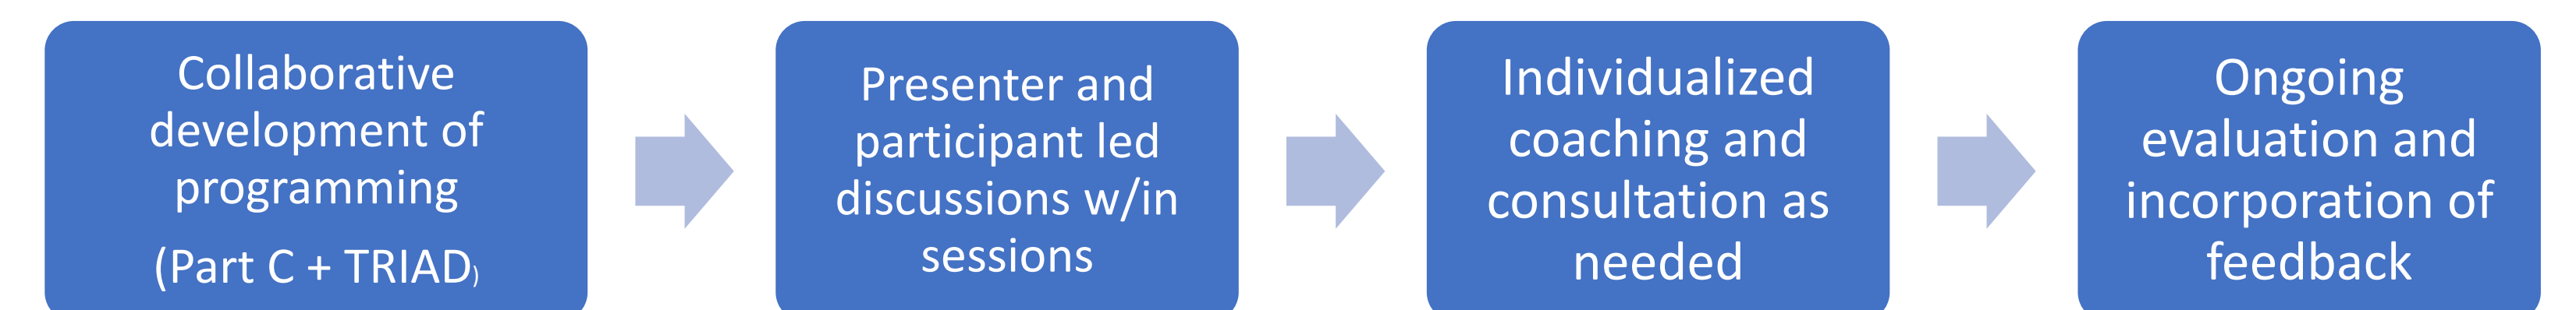 Collaborative
development of
programming
(Part C + TRIAD)
Presenter and
participant led
discussions w/in
sessions
Individualized
coaching and
consultation as
needed
Ongoing
evaluation and
incorporation of
feedback